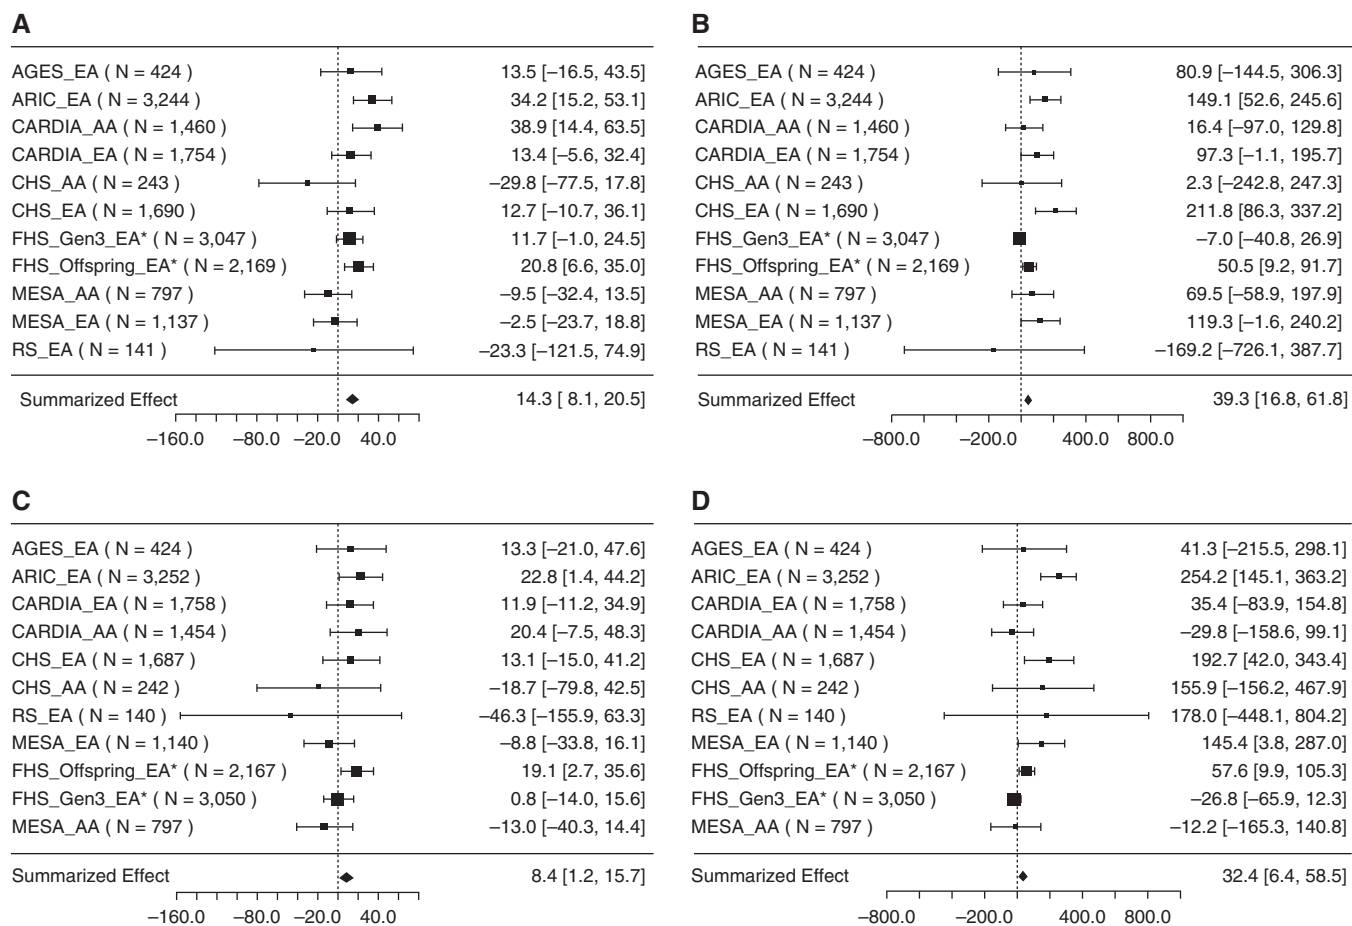 A
AGES_EA ( N = 424 ) 13.5 [–16.5, 43.5]
ARIC_EA ( N = 3,244 ) 34.2 [15.2, 53.1]
CARDIA_AA ( N = 1,460 ) 38.9 [14.4, 63.5]
CARDIA_EA ( N = 1,754 ) 13.4 [–5.6, 32.4]
CHS_AA ( N = 243 ) –29.8 [–77.5, 17.8]
CHS_EA ( N = 1,690 ) 12.7 [–10.7, 36.1]
FHS_Gen3_EA* ( N = 3,047 ) 11.7 [–1.0, 24.5]
FHS_Offspring_EA* ( N = 2,169 ) 20.8 [6.6, 35.0]
MESA_AA ( N = 797 ) –9.5 [–32.4, 13.5]
MESA_EA ( N = 1,137 ) –2.5 [–23.7, 18.8]
RS_EA ( N = 141 ) –23.3 [–121.5, 74.9]
Summarized Effect 14.3 [ 8.1, 20.5]
–160.0 –80.0 –20.0 40.0
B
AGES_EA ( N = 424 ) 80.9 [–144.5, 306.3]
ARIC_EA ( N = 3,244 ) 149.1 [52.6, 245.6]
CARDIA_AA ( N = 1,460 ) 16.4 [–97.0, 129.8]
CARDIA_EA ( N = 1,754 ) 97.3 [–1.1, 195.7]
CHS_AA ( N = 243 ) 2.3 [–242.8, 247.3]
CHS_EA ( N = 1,690 ) 211.8 [86.3, 337.2]
FHS_Gen3_EA* ( N = 3,047 ) –7.0 [–40.8, 26.9]
FHS_Offspring_EA* ( N = 2,169 ) 50.5 [9.2, 91.7]
MESA_AA ( N = 797 ) 69.5 [–58.9, 197.9]
MESA_EA ( N = 1,137 ) 119.3 [–1.6, 240.2]
RS_EA ( N = 141 ) –169.2 [–726.1, 387.7]
Summarized Effect 39.3 [16.8, 61.8]
–800.0 –200.0 400.0 800.0
C
AGES_EA ( N = 424 ) 13.3 [–21.0, 47.6]
ARIC_EA ( N = 3,252 ) 22.8 [1.4, 44.2]
CARDIA_EA ( N = 1,758 ) 11.9 [–11.2, 34.9]
CARDIA_AA ( N = 1,454 ) 20.4 [–7.5, 48.3]
CHS_EA ( N = 1,687 ) 13.1 [–15.0, 41.2]
CHS_AA ( N = 242 ) –18.7 [–79.8, 42.5]
RS_EA ( N = 140 ) –46.3 [–155.9, 63.3]
MESA_EA ( N = 1,140 ) –8.8 [–33.8, 16.1]
FHS_Offspring_EA* ( N = 2,167 ) 19.1 [2.7, 35.6]
FHS_Gen3_EA* ( N = 3,050 ) 0.8 [–14.0, 15.6]
MESA_AA ( N = 797 ) –13.0 [–40.3, 14.4]
Summarized Effect 8.4 [1.2, 15.7]
–160.0 –80.0 –20.0 40.0
D
AGES_EA ( N = 424 ) 41.3 [–215.5, 298.1]
ARIC_EA ( N = 3,252 ) 254.2 [145.1, 363.2]
CARDIA_EA ( N = 1,758 ) 35.4 [–83.9, 154.8]
CARDIA_AA ( N = 1,454 ) –29.8 [–158.6, 99.1]
CHS_EA ( N = 1,687 ) 192.7 [42.0, 343.4]
CHS_AA ( N = 242 ) 155.9 [–156.2, 467.9]
RS_EA ( N = 140 ) 178.0 [–448.1, 804.2]
MESA_EA ( N = 1,140 ) 145.4 [3.8, 287.0]
FHS_Offspring_EA* ( N = 2,167 ) 57.6 [9.9, 105.3]
FHS_Gen3_EA* ( N = 3,050 ) –26.8 [–65.9, 12.3]
MESA_AA ( N = 797 ) –12.2 [–165.3, 140.8]
Summarized Effect 32.4 [6.4, 58.5]
–800.0 –200.0 400.0 800.0